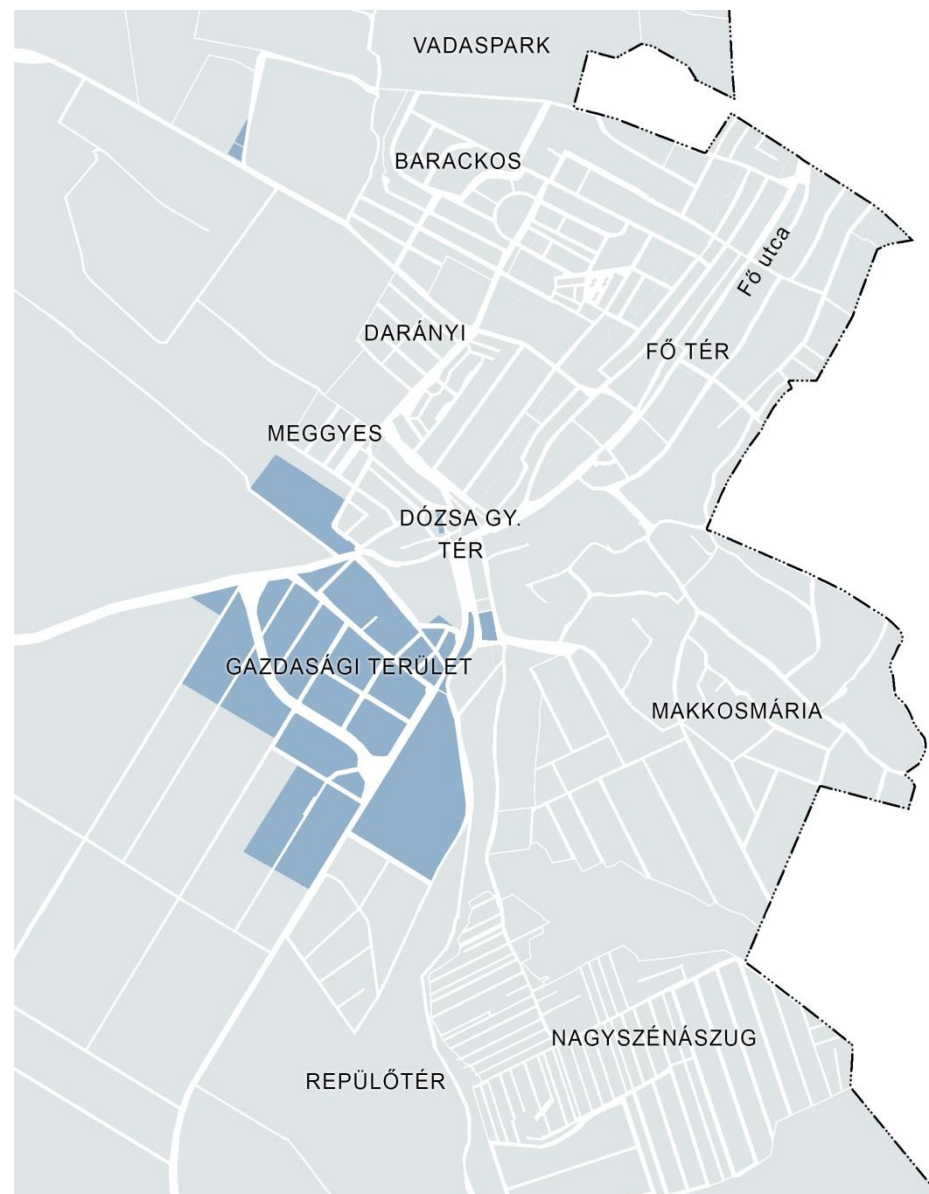 VADASPARK
BARACKOS
Fő utca
DARÁNYI
FŐ TÉR
MEGGYES
DÓZSA GY.
TÉR
GAZDASÁGI TERÜLET
MAKKOSMÁRIA
NAGYSZÉNÁSZUG
REPÜLŐTÉR